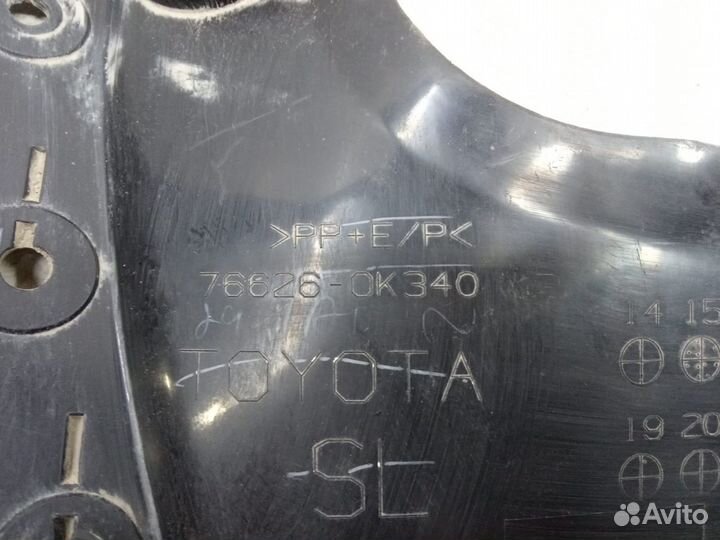 >PP+E/P<
76626-0K340
TOYOTA
SL
14 15
19 20
Avito